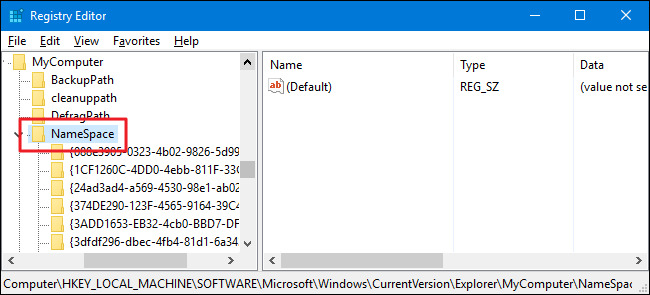 Registry Editor
File Edit View Favorites Help
MyComputer
BackupPath
cleanuppath
DefragPath
NameSpace
{088e3905-0323-4b02-9826-5d99
{1CF1260C-4DD0-4ebb-811F-33C
{24ad3ad4-a569-4530-98e1-ab02
{374DE290-123F-4565-9164-39C4
{3ADD1653-EB32-4cb0-BBD7-DF
{3dfdf296-dbec-4fb4-81d1-6a34
Name Type Data
ab (Default) REG_SZ (value not se
Computer\HKEY_LOCAL_MACHINE\SOFTWARE\Microsoft\Windows\CurrentVersion\Explorer\MyComputer\NameSpac